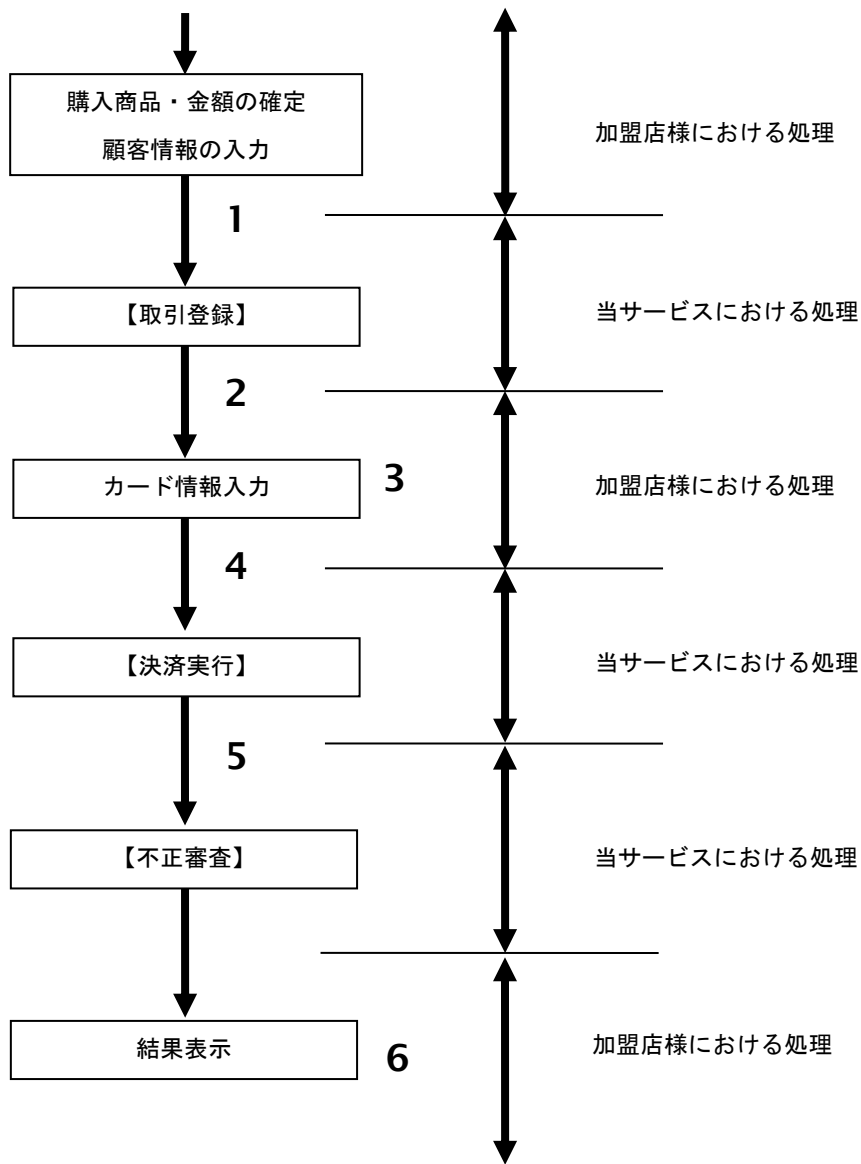 購入商品・金額の確定
顧客情報の入力
加盟店様における処理
1
【取引登録】
当サービスにおける処理
2
カード情報入力
3
加盟店様における処理
4
【決済実行】
当サービスにおける処理
5
【不正審査】
当サービスにおける処理
結果表示
6
加盟店様における処理